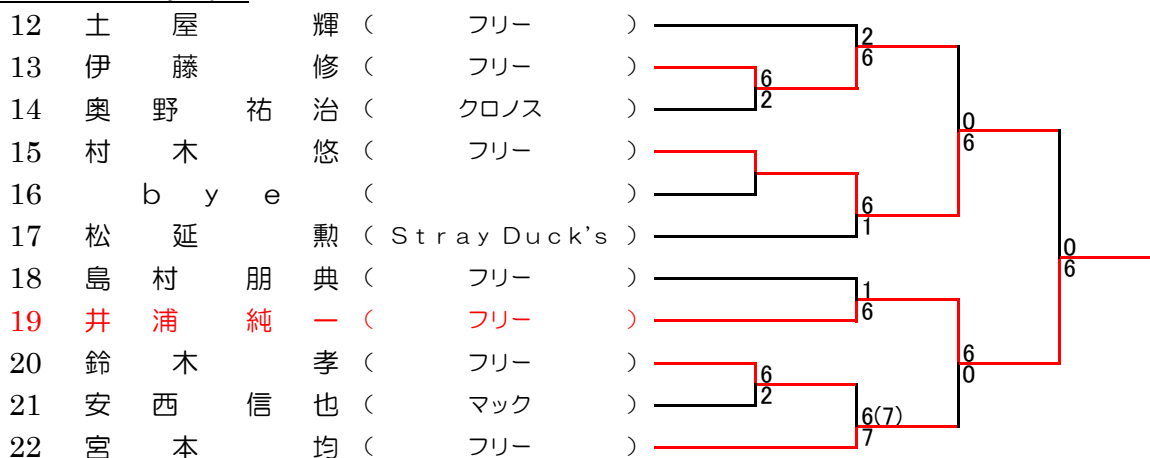 12 土屋 輝 ( フリー )
2
13 伊藤 修 ( フリー )
6
6
14 奥野 祐治 ( クロノス )
2
0
15 村木 悠 ( フリー )
6
16 bye ( )
6
17 松延 勲 ( Stray Duck's )
1
0
18 島村 朋典 ( フリー )
6
1
19 井浦 純一 ( フリー )
6
20 鈴木 孝 ( フリー )
6
6
0
21 安西 信也 ( マック )
2
6(7)
22 宮本 均 ( フリー )
7